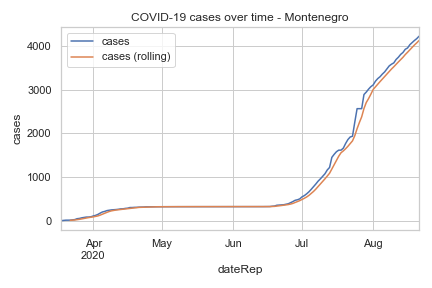 COVID-19 cases over time - Montenegro
cases
cases (rolling)
4000
3000
2000
1000
0
cases
Apr
2020
May
Jun
Jul
Aug
dateRep